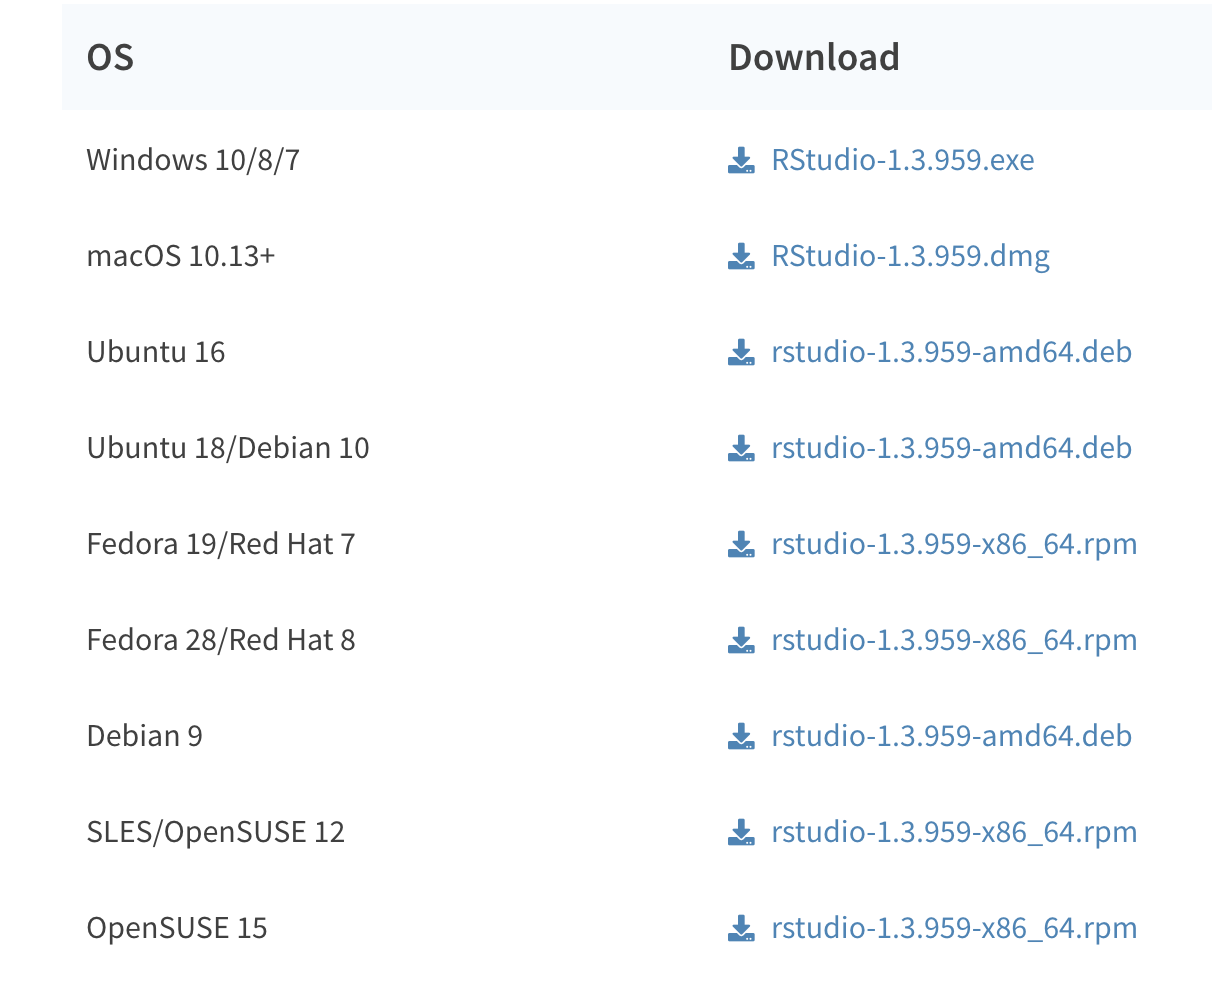 OS Download
Windows 10/8/7 RStudio-1.3.959.exe
macOS 10.13+ RStudio-1.3.959.dmg
Ubuntu 16 rstudio-1.3.959-amd64.deb
Ubuntu 18/Debian 10 rstudio-1.3.959-amd64.deb
Fedora 19/Red Hat 7 rstudio-1.3.959-x86_64.rpm
Fedora 28/Red Hat 8 rstudio-1.3.959-x86_64.rpm
Debian 9 rstudio-1.3.959-amd64.deb
SLES/OpenSUSE 12 rstudio-1.3.959-x86_64.rpm
OpenSUSE 15 rstudio-1.3.959-x86_64.rpm